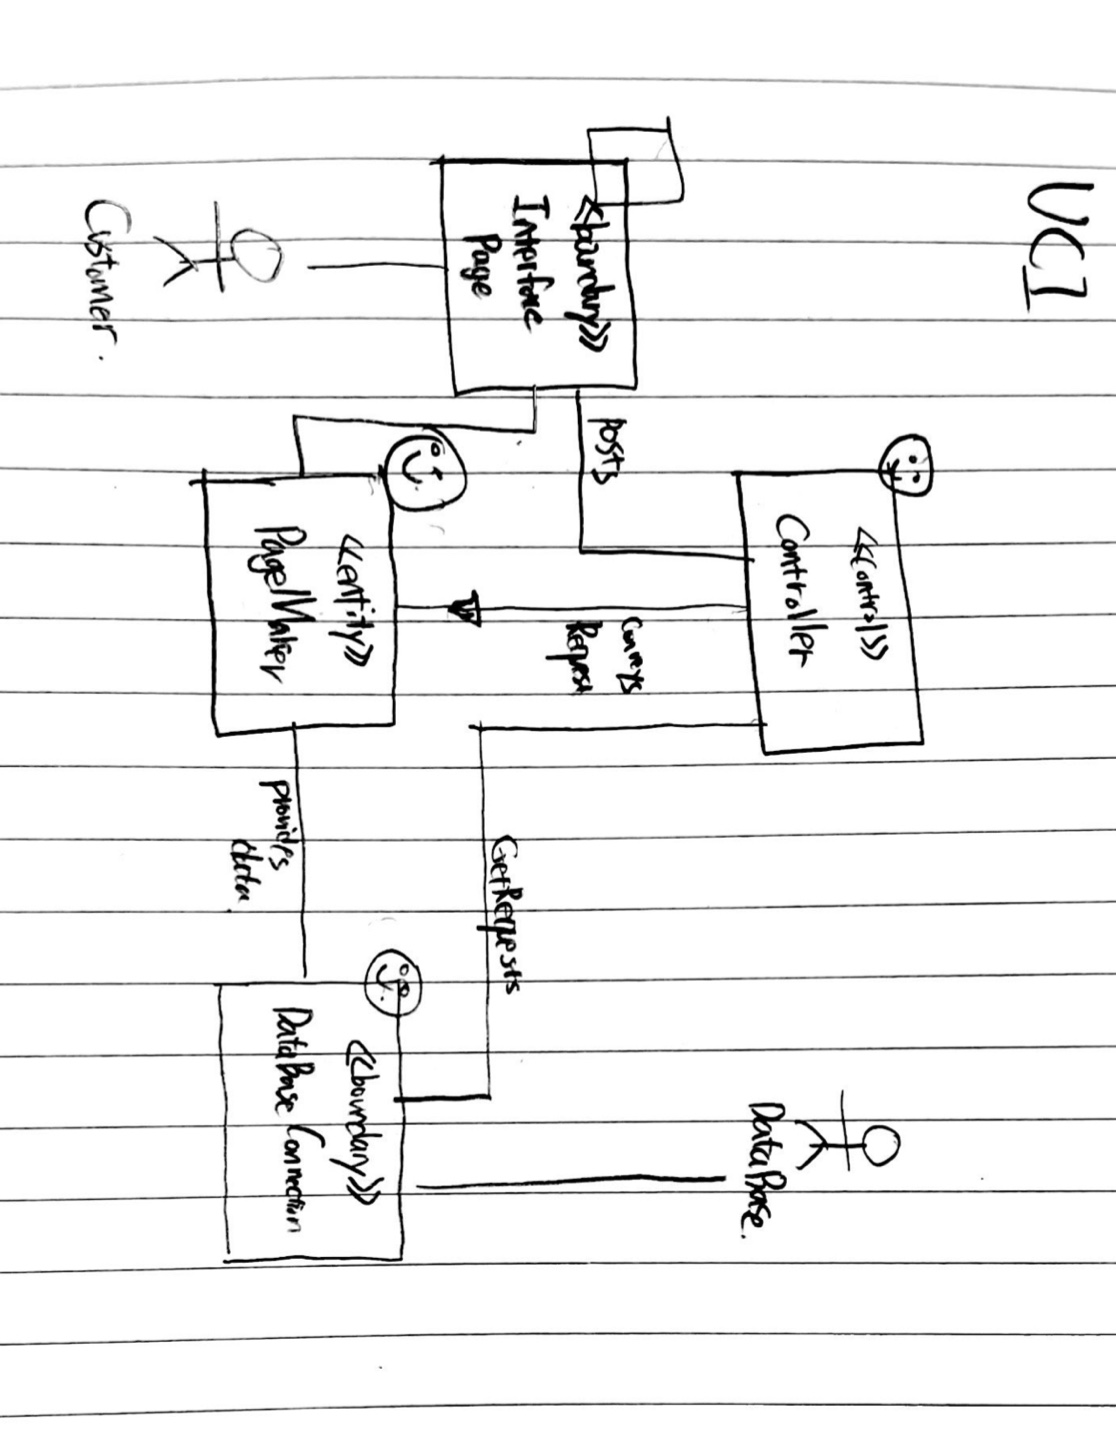 UC1
<<Control>>
Controller
DataBase.
Posts
Conveys
Request
<boundary>>
Interface
Page
GetRequests
<<entity>>
PageMaker
<<boundary>>
DataBase Connection
provides
data.
Customer.